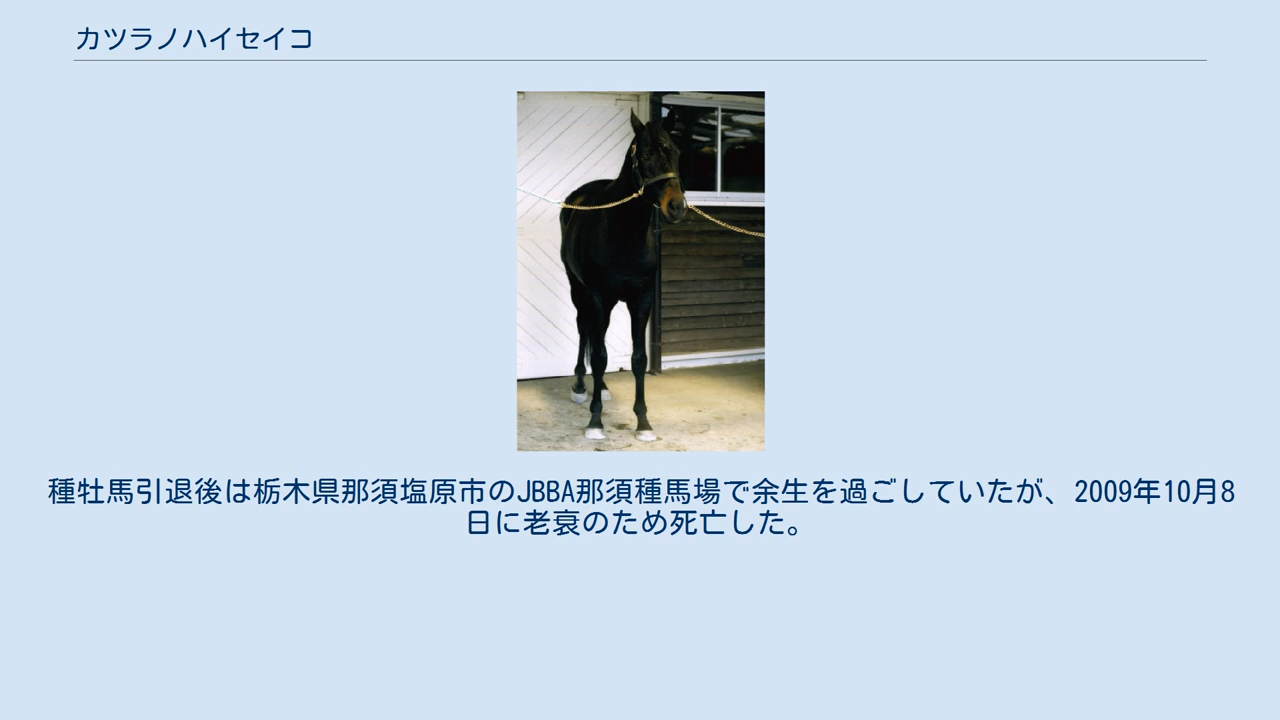 カツラノハイセイコ
種牡馬引退後は栃木県那須塩原市のJBBA那須種馬場で余生を過ごしていたが、2009年10月8
日に老衰のため死亡した。